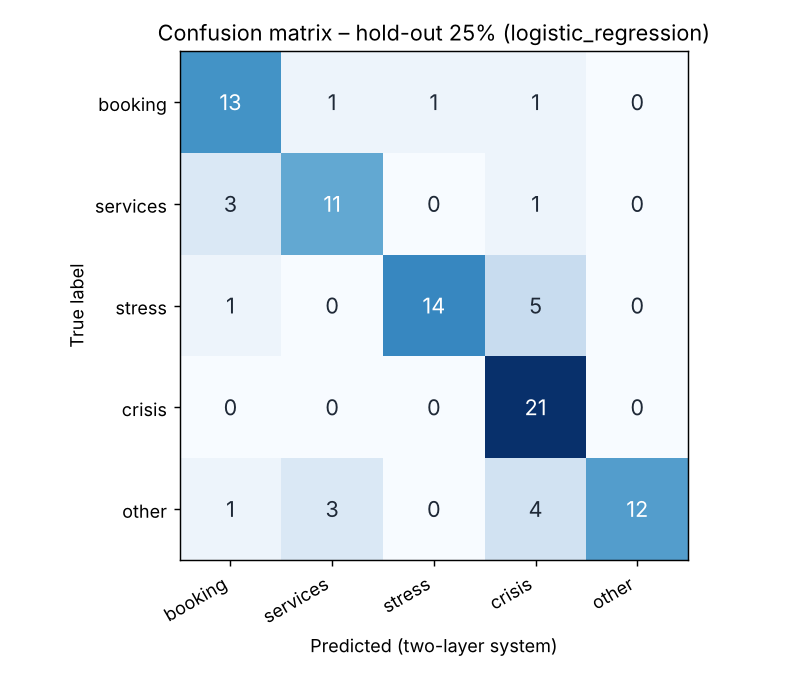 Confusion matrix – hold-out 25% (logistic_regression)
booking 13 1 1 1 0
services 3 11 0 1 0
stress 1 0 14 5 0
crisis 0 0 0 21 0
other 1 3 0 4 12
True label
booking services stress crisis other
Predicted (two-layer system)